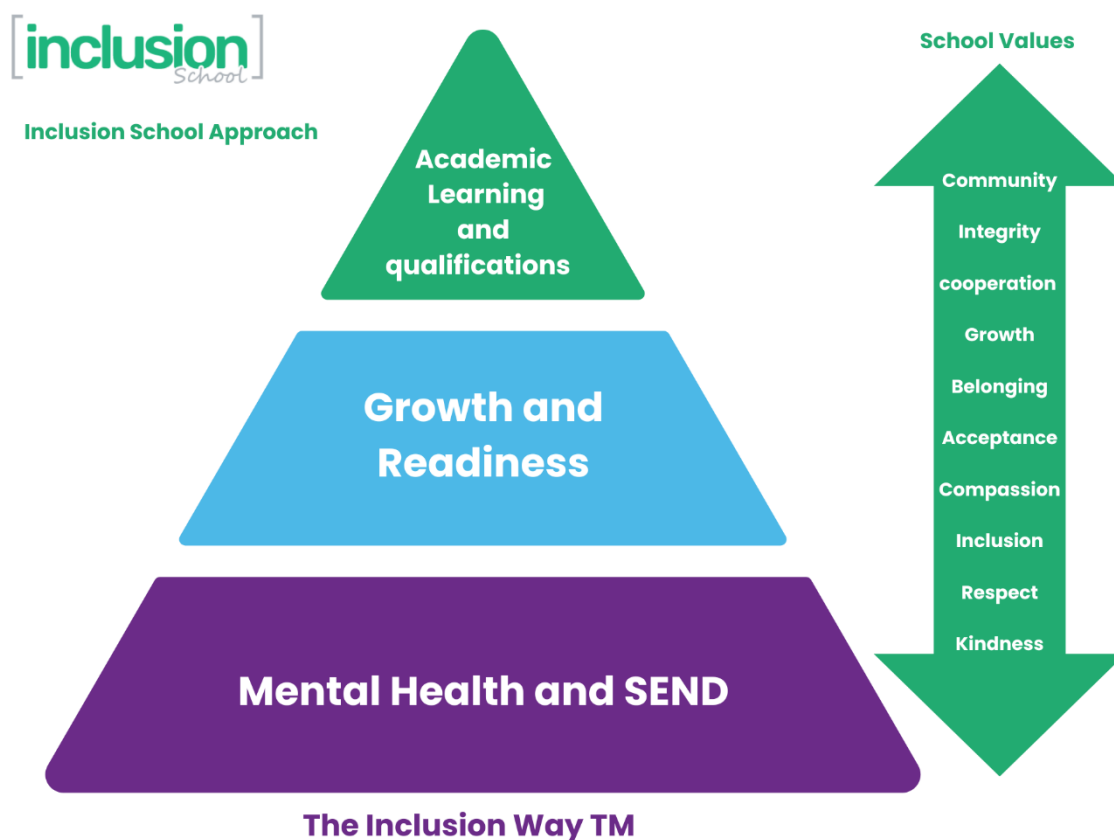 [inclusion]
School
Inclusion School Approach
Academic
Learning
and
qualifications
Growth and
Readiness
Mental Health and SEND
The Inclusion Way TM
School Values
Community
Integrity
cooperation
Growth
Belonging
Acceptance
Compassion
Inclusion
Respect
Kindness